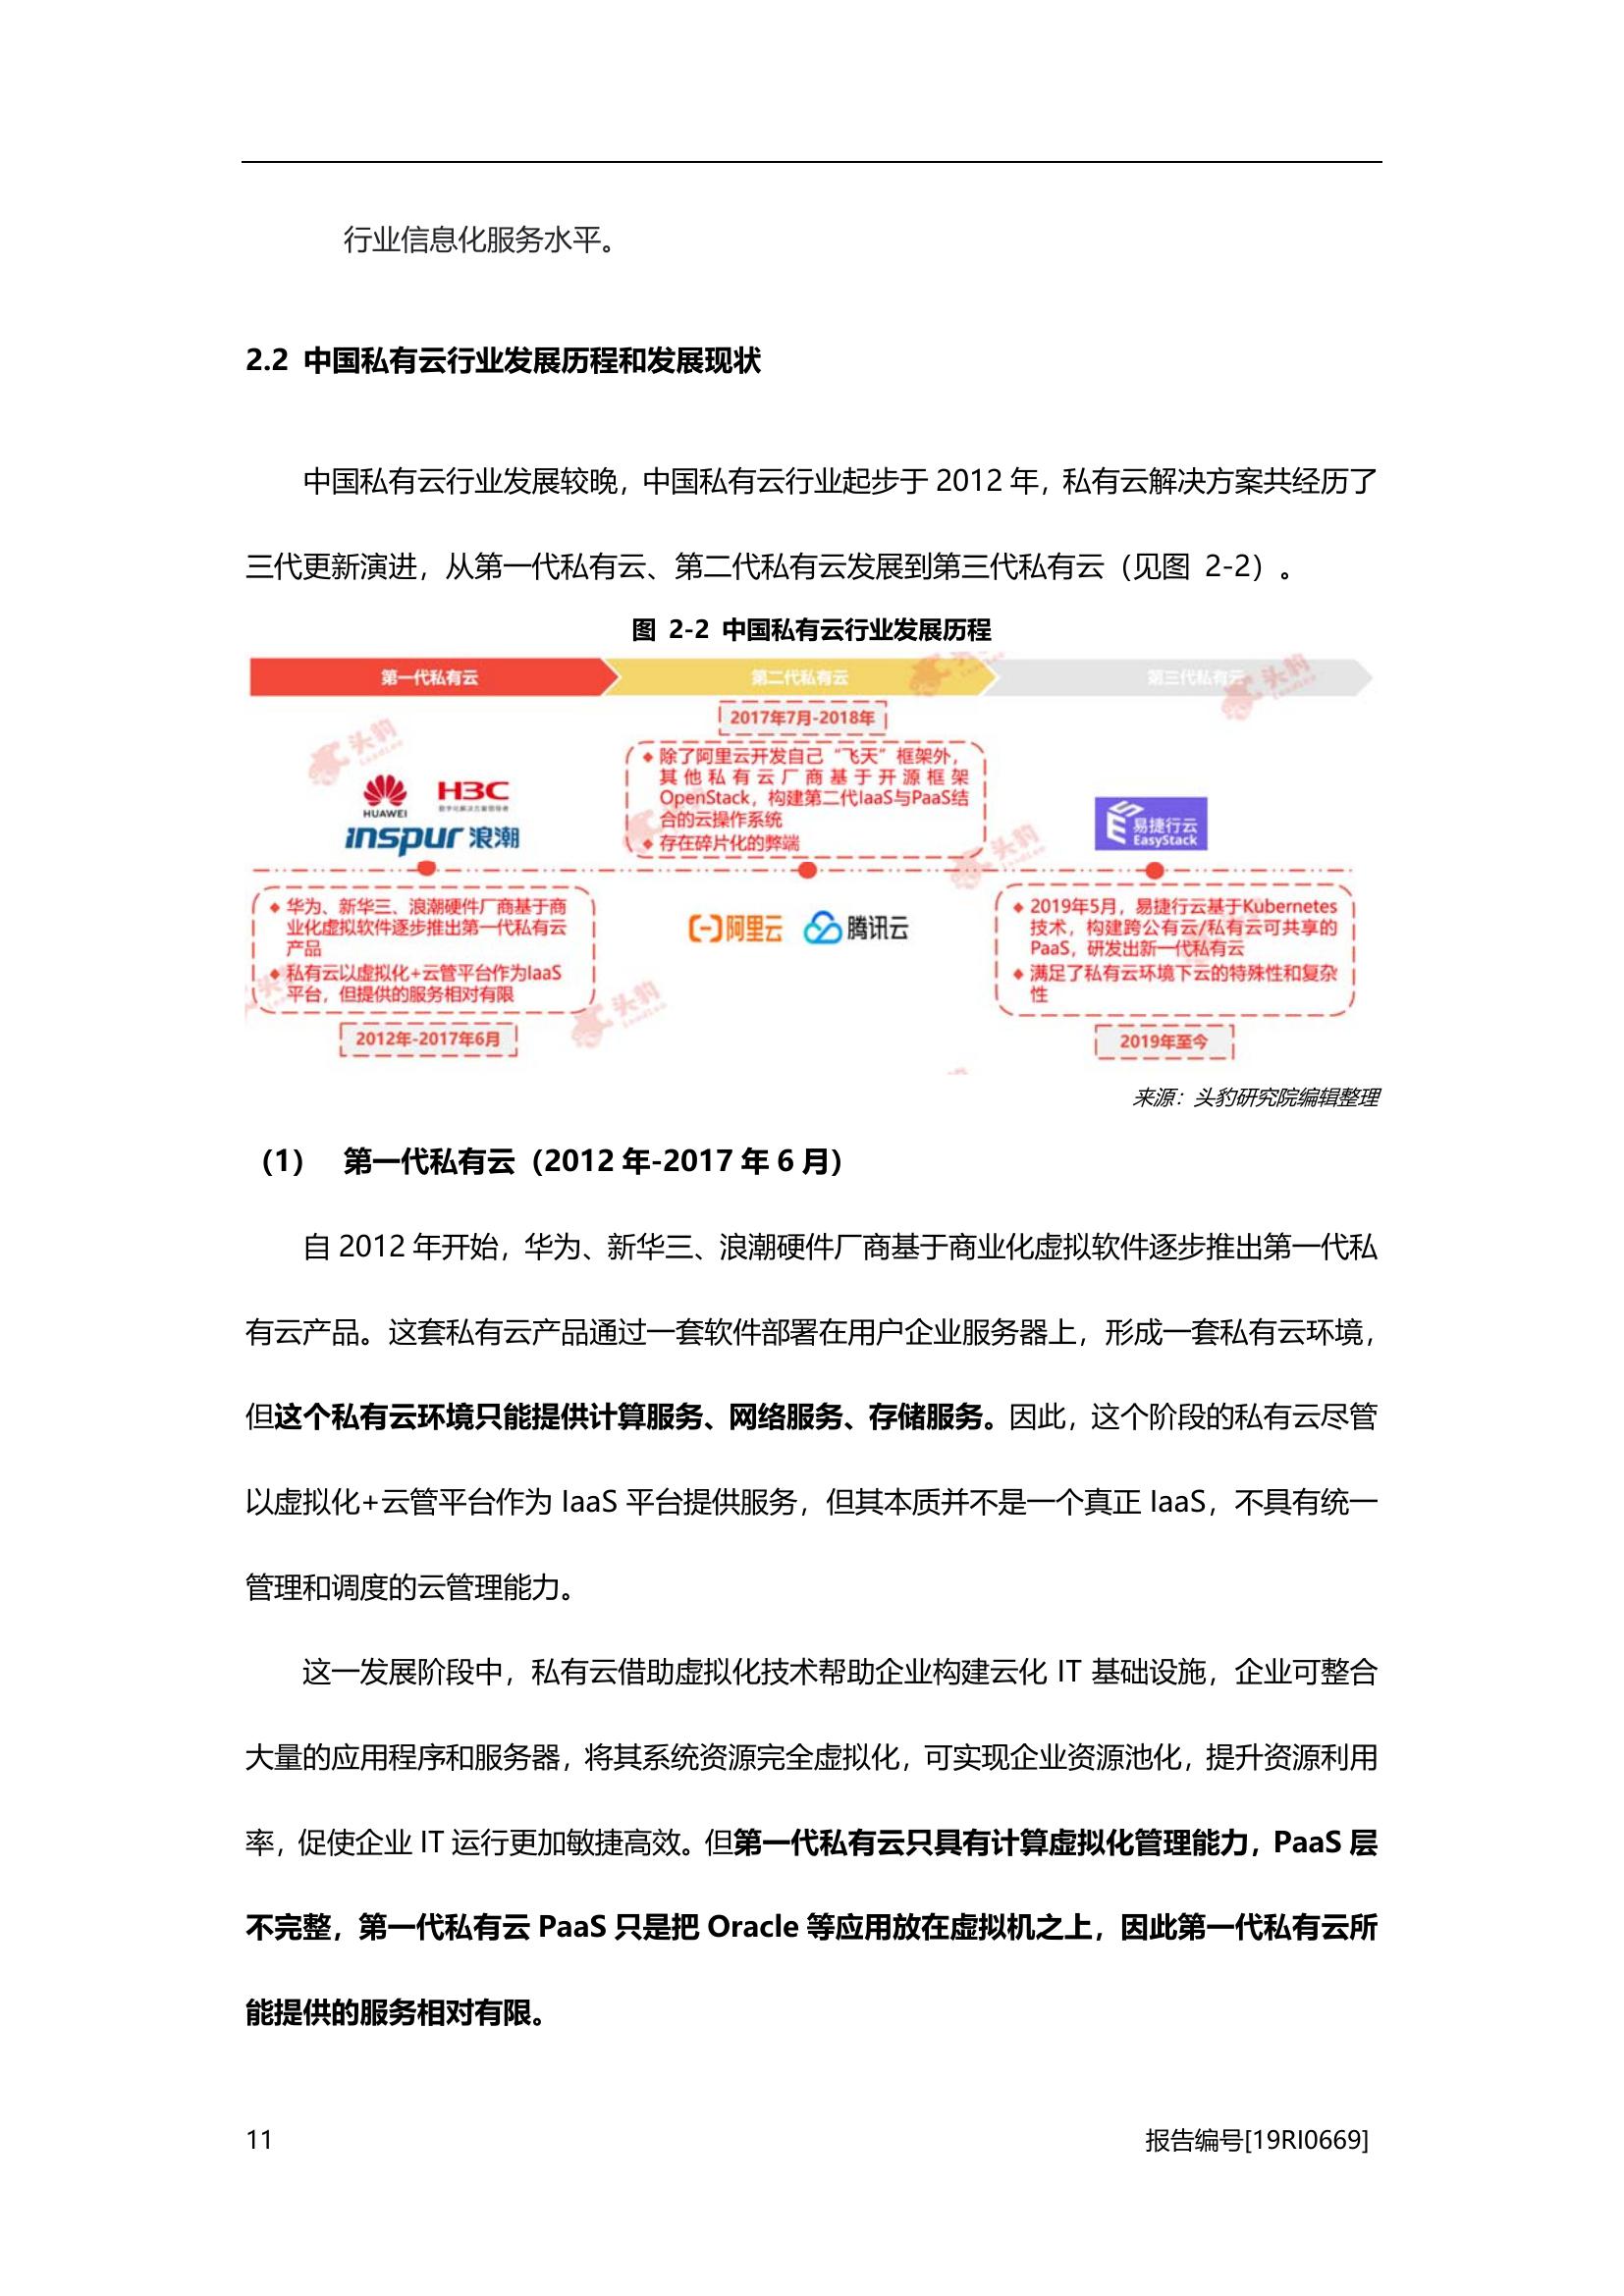 行业信息化服务水平。
2.2 中国私有云行业发展历程和发展现状
中国私有云行业发展较晚，中国私有云行业起步于 2012 年，私有云解决方案共经历了
三代更新演进，从第一代私有云、第二代私有云发展到第三代私有云（见图 2-2）。
图 2-2 中国私有云行业发展历程
第一代私有云
第二代私有云
第三代私有云
2017年7月-2018年
除了阿里云开发自己“飞天”框架外，
其他私有云厂商基于开源框架
OpenStack，构建第二代IaaS与PaaS结
合的云操作系统
存在碎片化的弊端
HUAWEI
H3C
数字化解决方案领导者
inspur 浪潮
易捷行云
EasyStack
华为、新华三、浪潮硬件厂商基于商
业化虚拟软件逐步推出第一代私有云
产品
私有云以虚拟化+云管平台作为IaaS
平台，但提供的服务相对有限
2012年-2017年6月
阿里云
腾讯云
2019年5月，易捷行云基于Kubernetes
技术，构建跨公有云/私有云可共享的
PaaS，研发出新一代私有云
满足了私有云环境下云的特殊性和复杂
性
2019年至今
头豹
LeadLeo
来源：头豹研究院编辑整理
（1） 第一代私有云（2012 年-2017 年 6 月）
自 2012 年开始，华为、新华三、浪潮硬件厂商基于商业化虚拟软件逐步推出第一代私
有云产品。这套私有云产品通过一套软件部署在用户企业服务器上，形成一套私有云环境，
但这个私有云环境只能提供计算服务、网络服务、存储服务。因此，这个阶段的私有云尽管
以虚拟化+云管平台作为 IaaS 平台提供服务，但其本质并不是一个真正 IaaS，不具有统一
管理和调度的云管理能力。
这一发展阶段中，私有云借助虚拟化技术帮助企业构建云化 IT 基础设施，企业可整合
大量的应用程序和服务器，将其系统资源完全虚拟化，可实现企业资源池化，提升资源利用
率，促使企业 IT 运行更加敏捷高效。但第一代私有云只具有计算虚拟化管理能力，PaaS 层
不完整，第一代私有云 PaaS 只是把 Oracle 等应用放在虚拟机之上，因此第一代私有云所
能提供的服务相对有限。
11
报告编号[19RI0669]